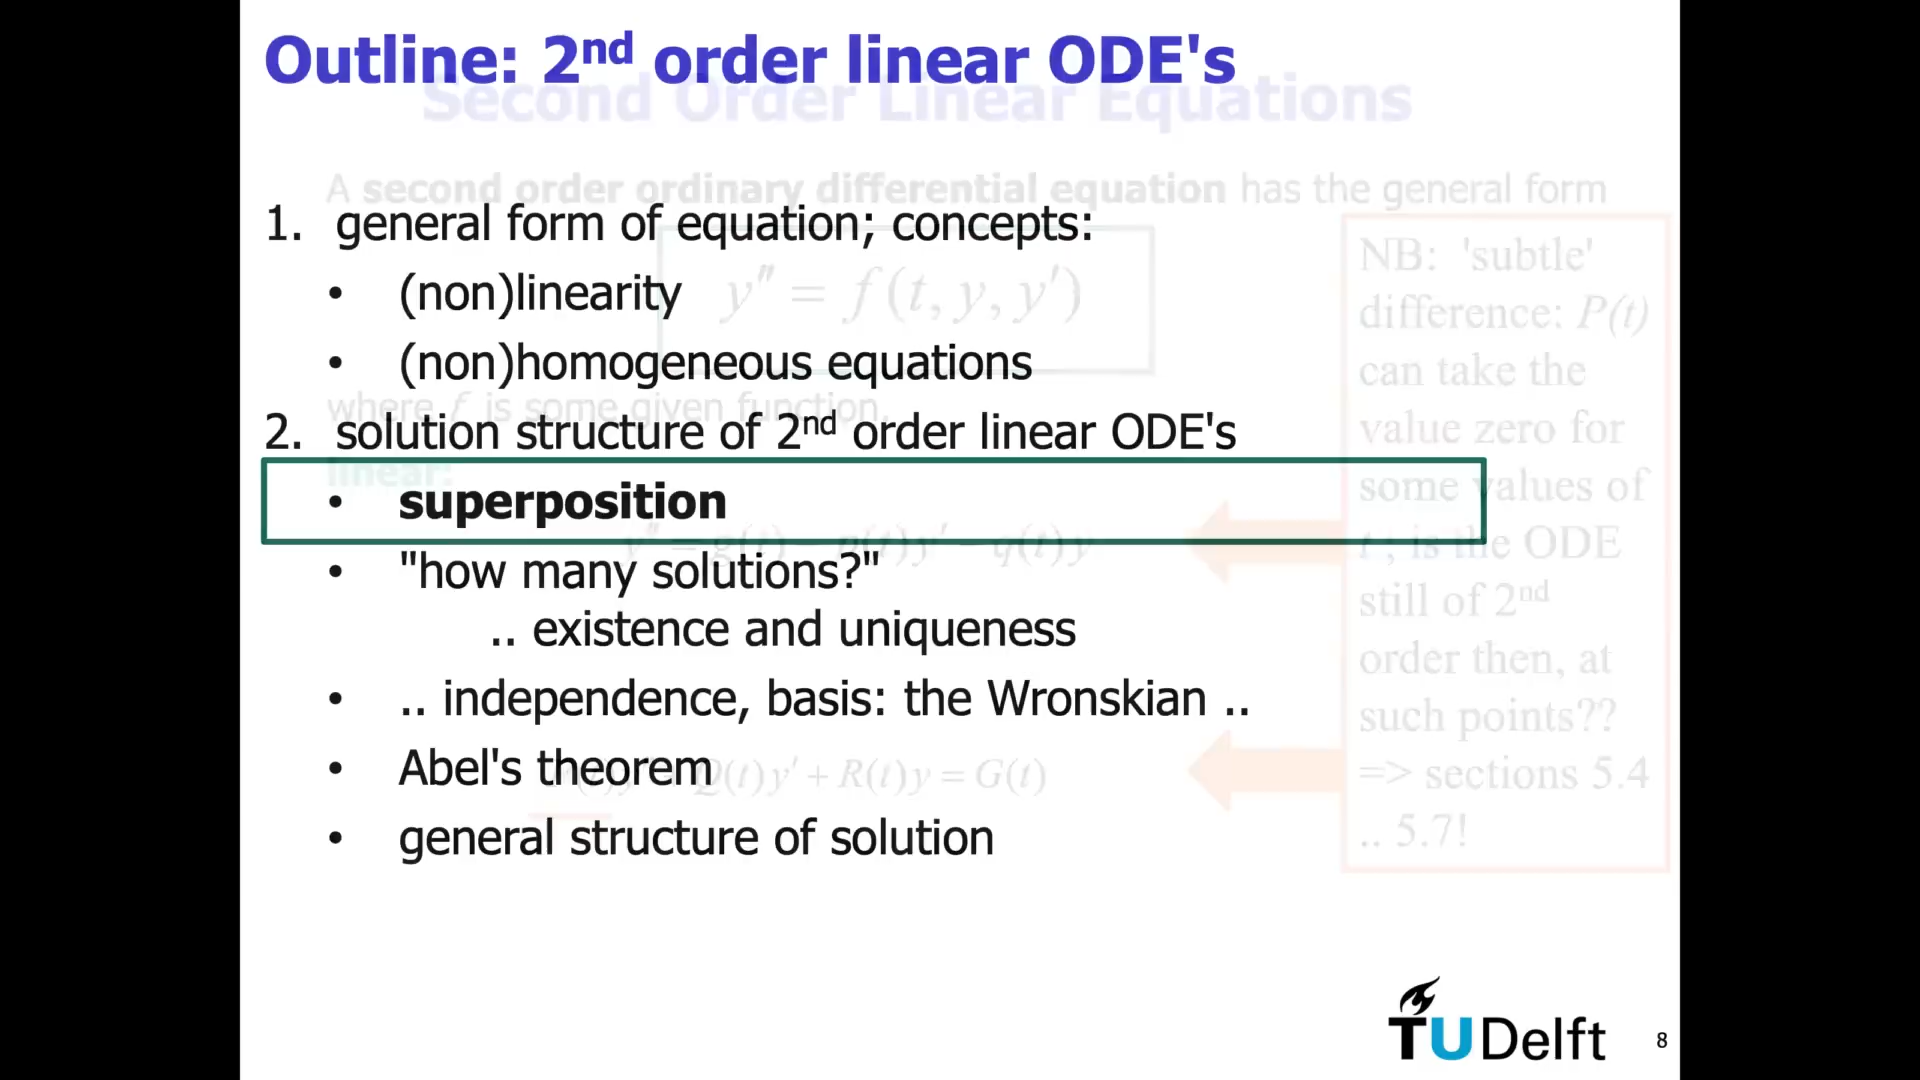 Outline: 2nd order linear ODE's
Second Order Linear Equations
A second order ordinary differential equation has the general form
1. general form of equation; concepts:
• (non)linearity
y" = f(t, y, y')
• (non)homogeneous equations
where f is some given function.
2. solution structure of 2nd order linear ODE's
linear:
• superposition
y" = g(t) - p(t)y' - q(t)y
• "how many solutions?"
.. existence and uniqueness
• .. independence, basis: the Wronskian ..
• Abel's theorem
Q(t)y' + R(t)y = G(t)
• general structure of solution
NB: 'subtle'
difference: P(t)
can take the
value zero for
some values of
t ; is the ODE
still of 2nd
order then, at
such points??
=> sections 5.4
.. 5.7!
TUDelft
8